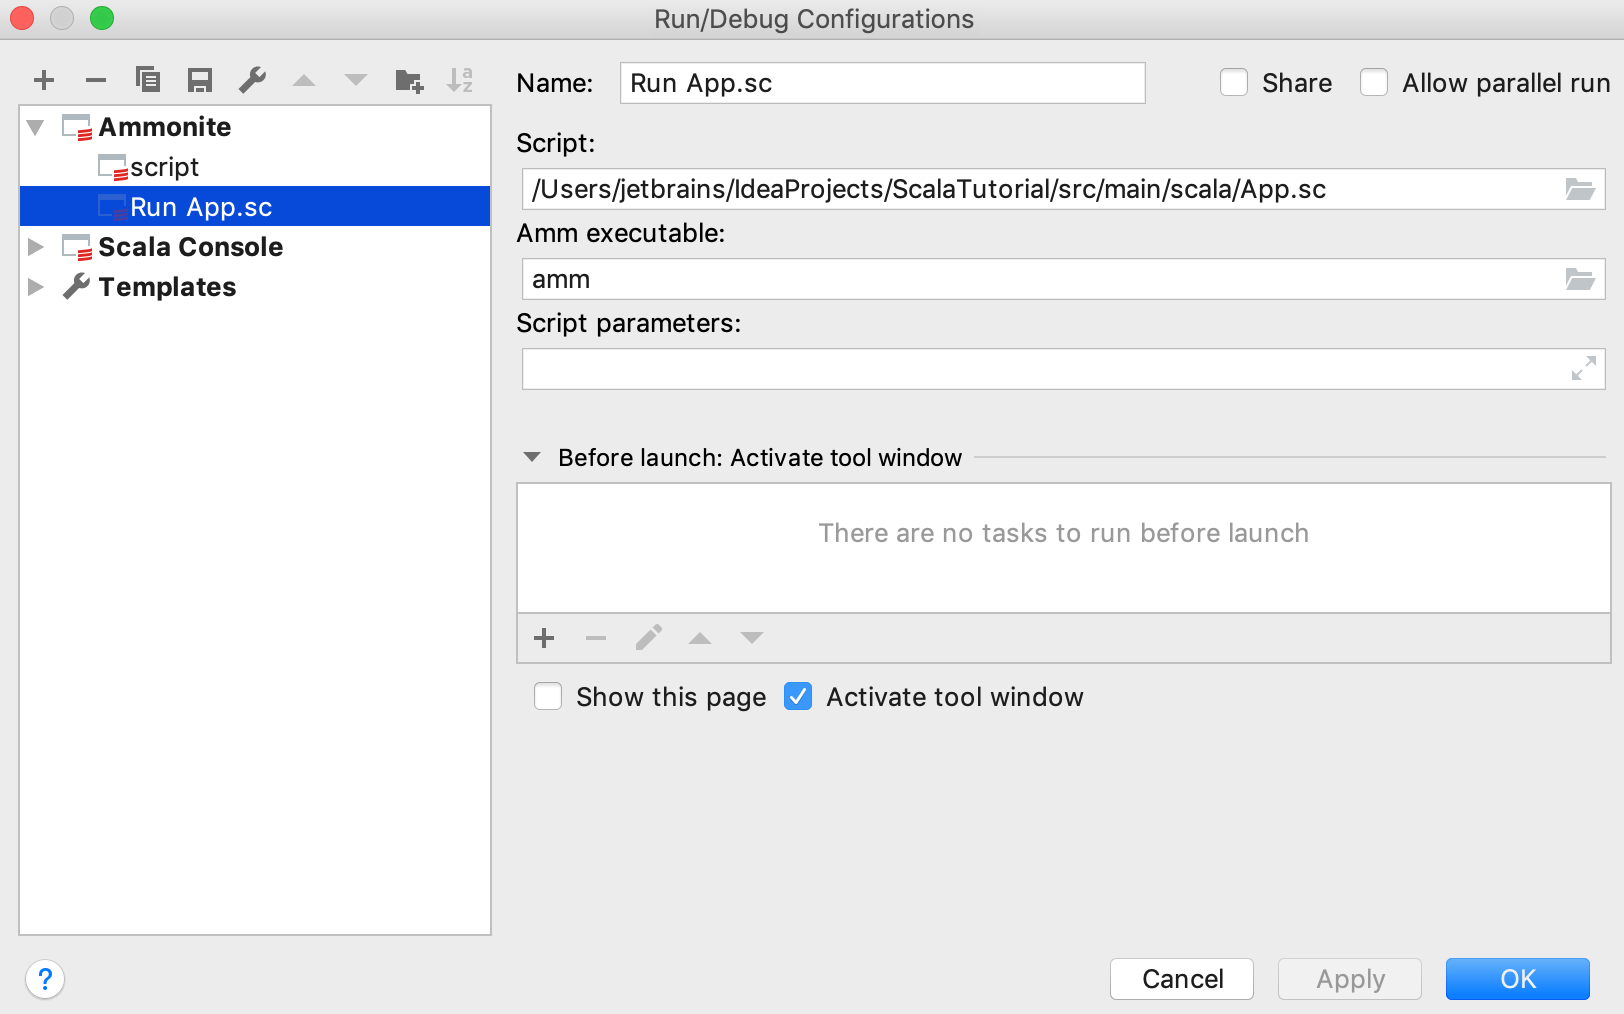 Run/Debug Configurations
Name: Run App.sc Share Allow parallel run
Ammonite
script
Run App.sc
Scala Console
Templates
Script:
/Users/jetbrains/IdeaProjects/ScalaTutorial/src/main/scala/App.sc
Amm executable:
amm
Script parameters:
Before launch: Activate tool window
There are no tasks to run before launch
Show this page Activate tool window
? Cancel Apply OK